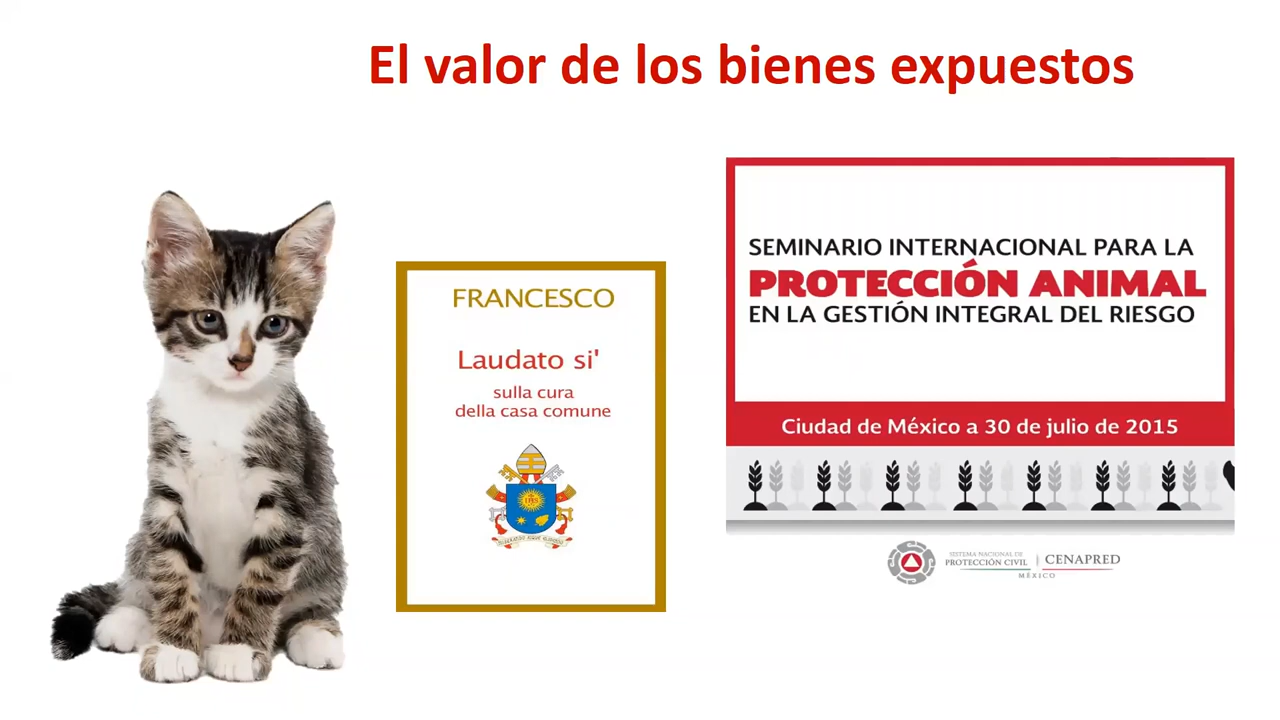 El valor de los bienes expuestos
FRANCESCO
Laudato si'
sulla cura
della casa comune
SEMINARIO INTERNACIONAL PARA LA
PROTECCIÓN ANIMAL
EN LA GESTIÓN INTEGRAL DEL RIESGO
Ciudad de México a 30 de julio de 2015
SISTEMA NACIONAL DE
PROTECCIÓN CIVIL | CENAPRED
MÉXICO